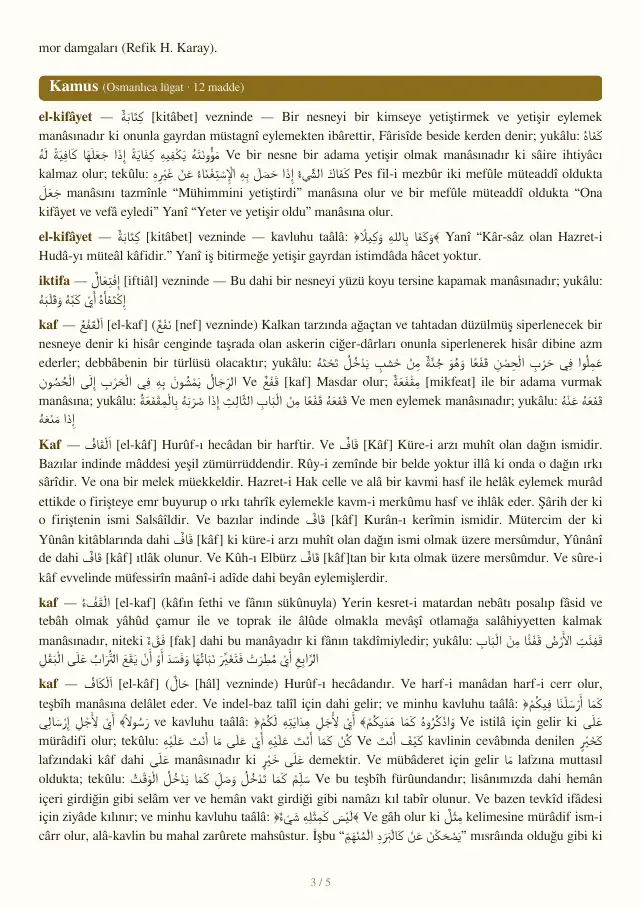 mor damgaları (Refik H. Karay).
Kamus (Osmanlıca lügat · 12 madde)
el-kifâyet — كِتَابَةٌ [kitâbet] vezninde — Bir nesneyi bir kimseye yetiştirmek ve yetişir eylemek
manâsınadır ki onunla gayrdan müstagnî eylemekten ibârettir, Fârisîde beside kerden denir; yukâlu: كَفَاهُ
مَؤُونَتَهُ يَكْفِيهِ كِفَايَةً إِذَا جَعَلَهَا كَافِيَةً لَهُ Ve bir nesne bir adama yetişir olmak manâsınadır ki sâire ihtiyâcı
kalmaz olur; tekûlu: كَفَاكَ الشَّيْءُ إِذَا حَصَلَ بِهِ الْاِسْتِغْنَاءُ عَنْ غَيْرِهِ Pes fil-i mezbûr iki mefûle müteaddî oldukta
جَعَلَ manâsını tazmînle “Mühimmini yetiştirdi” manâsına olur ve bir mefûle müteaddî oldukta “Ona
kifâyet ve vefâ eyledi” Yanî “Yeter ve yetişir oldu” manâsına olur.
el-kifâyet — كِتَابَةٌ [kitâbet] vezninde — kavluhu taâlâ: ﴿وَكَفَا بِاللهِ وَكِيلًا﴾ Yanî “Kâr-sâz olan Hazret-i
Hudâ-yı müteâl kâfidir.” Yanî iş bitirmeğe yetişir gayrdan istimdâda hâcet yoktur.
iktifa — إِفْتِعَالٌ [iftiâl] vezninde — Bu dahi bir nesneyi yüzü koyu tersine kapamak manâsınadır; yukâlu:
إِكْتَفَأَهُ أَيْ كَبَّهُ وَقَلَبَهُ
kaf — اَلْقَفْعُ [el-kaf] (نَفْعٌ [nef] vezninde) Kalkan tarzında ağaçtan ve tahtadan düzülmüş siperlenecek bir
nesneye denir ki hisâr cenginde taşrada olan askerin ciğer-dârları onunla siperlenerek hisâr dibine azm
ederler; debbâbenin bir türlüsü olacaktır; yukâlu: عَمِلُوا فِي حَرْبِ الْحِصْنِ قَفْعًا وَهُوَ جُنَّةٌ مِنْ خَشَبٍ يَدْخُلُ تَحْتَهُ
الرِّجَالُ يَمْشُونَ بِهِ فِي الْحَرْبِ إِلَى الْحُصُونِ Ve قَفْعٌ [kaf] Masdar olur; مِقْفَعَةٌ [mikfeat] ile bir adama vurmak
manâsına; yukâlu: قَفَعَهُ قَفْعًا مِنَ الْبَابِ الثَّالِثِ إِذَا ضَرَبَهُ بِالْمِقْفَعَةِ Ve men eylemek manâsınadır; yukâlu: قَفَعَهُ عَنْهُ
إِذَا مَنَعَهُ
Kaf — اَلْقَافُ [el-kâf] Hurûf-ı hecâdan bir harftir. Ve قَافٌ [Kâf] Küre-i arzı muhît olan dağın ismidir.
Bazılar indinde mâddesi yeşil zümürrüddendir. Rûy-i zemînde bir belde yoktur illâ ki onda o dağın ırkı
sârîdir. Ve ona bir melek müekkeldir. Hazret-i Hak celle ve alâ bir kavmi hasf ile helâk eylemek murâd
ettikde o firişteye emr buyurup o ırkı tahrîk eylemekle kavm-i merkûmu hasf ve ihlâk eder. Şârih der ki
o firiştenin ismi Salsâîldir. Ve bazılar indinde قَافٌ [kâf] Kurân-ı kerîmin ismidir. Mütercim der ki
Yûnân kitâblarında dahi قَافٌ [kâf] ki küre-i arzı muhît olan dağın ismi olmak üzere mersûmdur, Yûnânî
de dahi قَافٌ [kâf] ıtlâk olunur. Ve Kûh-ı Elbürz قَافٌ [kâf]tan bir kıta olmak üzere mersûmdur. Ve sûre-i
kâf evvelinde müfessirîn maânî-i adîde dahi beyân eylemişlerdir.
kaf — الْقَفْءُ [el-kaf] (kâfın fethi ve fânın sükûnuyla) Yerin kesret-i matardan nebâtı posalıp fâsid ve
tebâh olmak yâhûd çamur ile ve toprak ile âlûde olmakla mevâşî otlamağa salâhiyyetten kalmak
manâsınadır, niteki فَقْءٌ [fak] dahi bu manâyadır ki fânın takdîmiyledir; yukâlu: قَفِئَتِ الْأَرْضُ قَفْئًا مِنَ الْبَابِ
الرَّابِعِ أَيْ مُطِرَتْ فَتَغَيَّرَ نَبَاتُهَا وَفَسَدَ أَوْ أَنْ يَقَعَ التُّرَابُ عَلَى الْبَقْلِ
kaf — اَلْكَافُ [el-kâf] (حَالٌ [hâl] vezninde) Hurûf-ı hecâdandır. Ve harf-i manâdan harf-i cerr olur,
teşbîh manâsına delâlet eder. Ve indel-baz talîl için dahi gelir; ve minhu kavluhu taâlâ: ﴿كَمَا أَرْسَلْنَا فِيكُمْ
رَسُولاً﴾ أَيْ لِأَجْلِ إِرْسَالِي ve kavluhu taâlâ: ﴿وَاذْكُرُوهُ كَمَا هَدَيكُمْ﴾ أَيْ لِأَجْلِ هِدَايَتِهِ لَكُمْ Ve istilâ için gelir ki عَلَى
mürâdifi olur; tekûlu: كُنْ كَمَا أَنْتَ عَلَيْهِ أَيْ عَلَى مَا أَنْتَ عَلَيْهِ Ve كَيْفَ أَنْتَ kavlinin cevâbında denilen كَخَيْرٍ
lafzındaki kâf dahi عَلَى manâsınadır ki عَلَى خَيْرٍ demektir. Ve mübâderet için gelir مَا lafzına muttasıl
oldukta; tekûlu: سَلِّمْ كَمَا تَدْخُلُ وَصَلِّ كَمَا يَدْخُلُ الْوَقْتُ Ve bu teşbîh fürûundandır; lisânımızda dahi hemân
içeri girdiğin gibi selâm ver ve hemân vakt girdiği gibi namâzı kıl tabîr olunur. Ve bazen tevkîd ifâdesi
için ziyâde kılınır; ve minhu kavluhu taâlâ: ﴿لَيْسَ كَمِثْلِهِ شَيْءٌ﴾ Ve gâh olur ki مِثْلٌ kelimesine mürâdif ism-i
cârr olur, alâ-kavlin bu mahal zarûrete mahsûstur. İşbu “يَضْحَكْنَ عَنْ كَالْبَرَدِ الْمُنْهَمِّ” mısrâında olduğu gibi ki
3 / 5